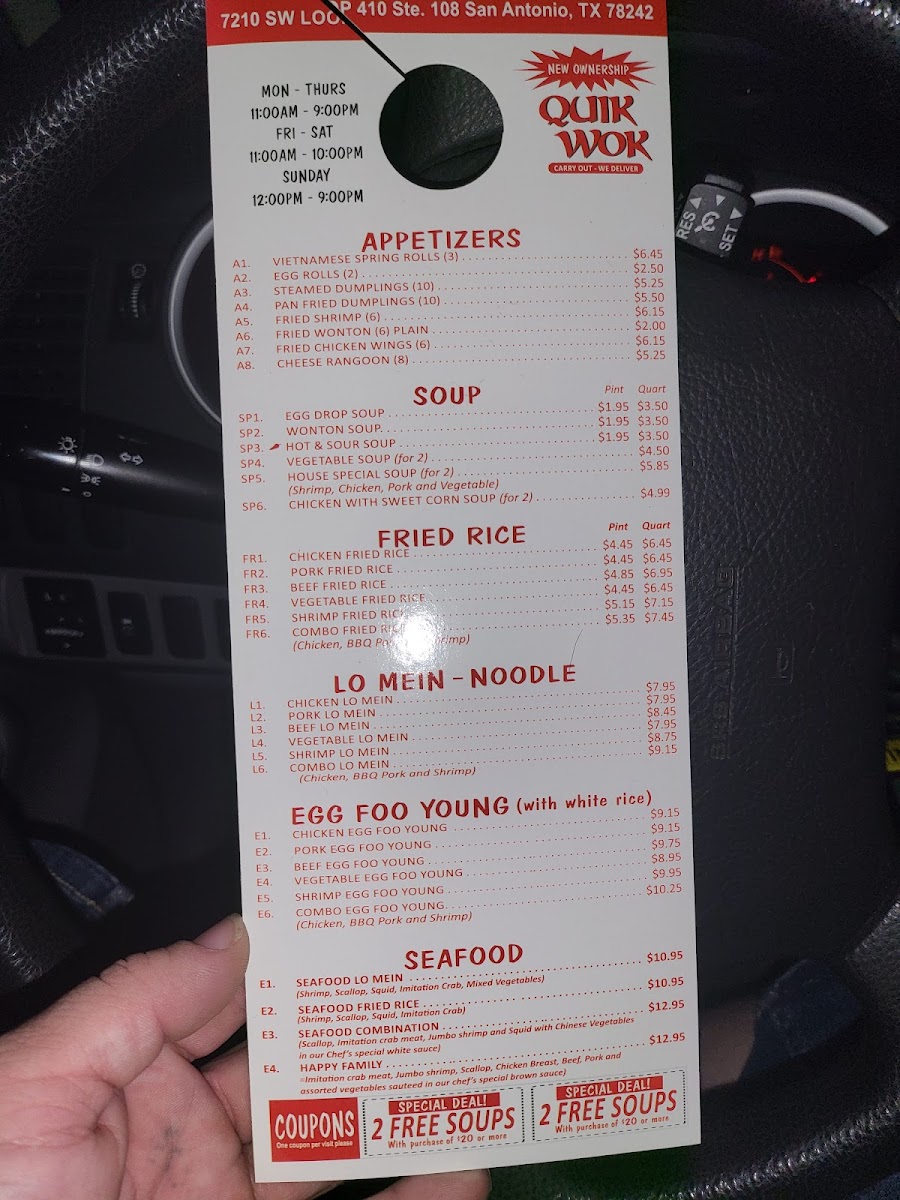 7210 SW LOOP 410 Ste. 108 San Antonio, TX 78242
MON - THURS
11:00AM - 9:00PM
FRI - SAT
11:00AM - 10:00PM
SUNDAY
12:00PM - 9:00PM
NEW OWNERSHIP
QUIK
WOK
CARRY OUT - WE DELIVER
RES
SET
APPETIZERS
A1. VIETNAMESE SPRING ROLLS (3) $6.45
A2. EGG ROLLS (2) $2.50
A3. STEAMED DUMPLINGS (10) $5.25
A4. PAN FRIED DUMPLINGS (10) $5.50
A5. FRIED SHRIMP (6) $6.15
A6. FRIED WONTON (6) PLAIN $2.00
A7. FRIED CHICKEN WINGS (6) $6.15
A8. CHEESE RANGOON (8) $5.25
SOUP Pint Quart
SP1. EGG DROP SOUP $1.95 $3.50
SP2. WONTON SOUP. $1.95 $3.50
SP3. HOT & SOUR SOUP $1.95 $3.50
SP4. VEGETABLE SOUP (for 2) $4.50
SP5. HOUSE SPECIAL SOUP (for 2) $5.85
(Shrimp, Chicken, Pork and Vegetable)
SP6. CHICKEN WITH SWEET CORN SOUP (for 2) $4.99
FRIED RICE Pint Quart
FR1. CHICKEN FRIED RICE $4.45 $6.45
FR2. PORK FRIED RICE $4.45 $6.45
FR3. BEEF FRIED RICE $4.85 $6.95
FR4. VEGETABLE FRIED RICE $4.45 $6.45
FR5. SHRIMP FRIED RICE $5.15 $7.15
FR6. COMBO FRIED RICE $5.35 $7.45
(Chicken, BBQ Shrimp)
LO MEIN - NOODLE
L1. CHICKEN LO MEIN $7.95
L2. PORK LO MEIN $7.95
L3. BEEF LO MEIN $8.45
L4. VEGETABLE LO MEIN $7.95
L5. SHRIMP LO MEIN $8.75
L6. COMBO LO MEIN $9.15
(Chicken, BBQ Pork and Shrimp)
EGG FOO YOUNG (with white rice)
E1. CHICKEN EGG FOO YOUNG $9.15
E2. PORK EGG FOO YOUNG $9.15
E3. BEEF EGG FOO YOUNG $9.75
E4. VEGETABLE EGG FOO YOUNG $8.95
E5. SHRIMP EGG FOO YOUNG $9.95
E6. COMBO EGG FOO YOUNG. $10.25
(Chicken, BBQ Pork and Shrimp)
SEAFOOD
E1. SEAFOOD LO MEIN $10.95
(Shrimp, Scallop, Squid, Imitation Crab, Mixed Vegetables)
E2. SEAFOOD FRIED RICE $10.95
(Shrimp, Scallop, Squid, Imitation Crab)
E3. SEAFOOD COMBINATION $12.95
(Scallop, Imitation crab meat, Jumbo shrimp and Squid with Chinese Vegetables
in our Chef's special white sauce)
E4. HAPPY FAMILY $12.95
=Imitation crab meat, Jumbo shrimp, Scallop, Chicken Breast, Beef, Pork and
assorted vegetables sauteed in our chef's special brown sauce)
COUPONS
One coupon per visit please
SPECIAL DEAL!
2 FREE SOUPS
With purchase of $20 or more
SPECIAL DEAL!
2 FREE SOUPS
With purchase of $20 or more
SRS AIRBAG